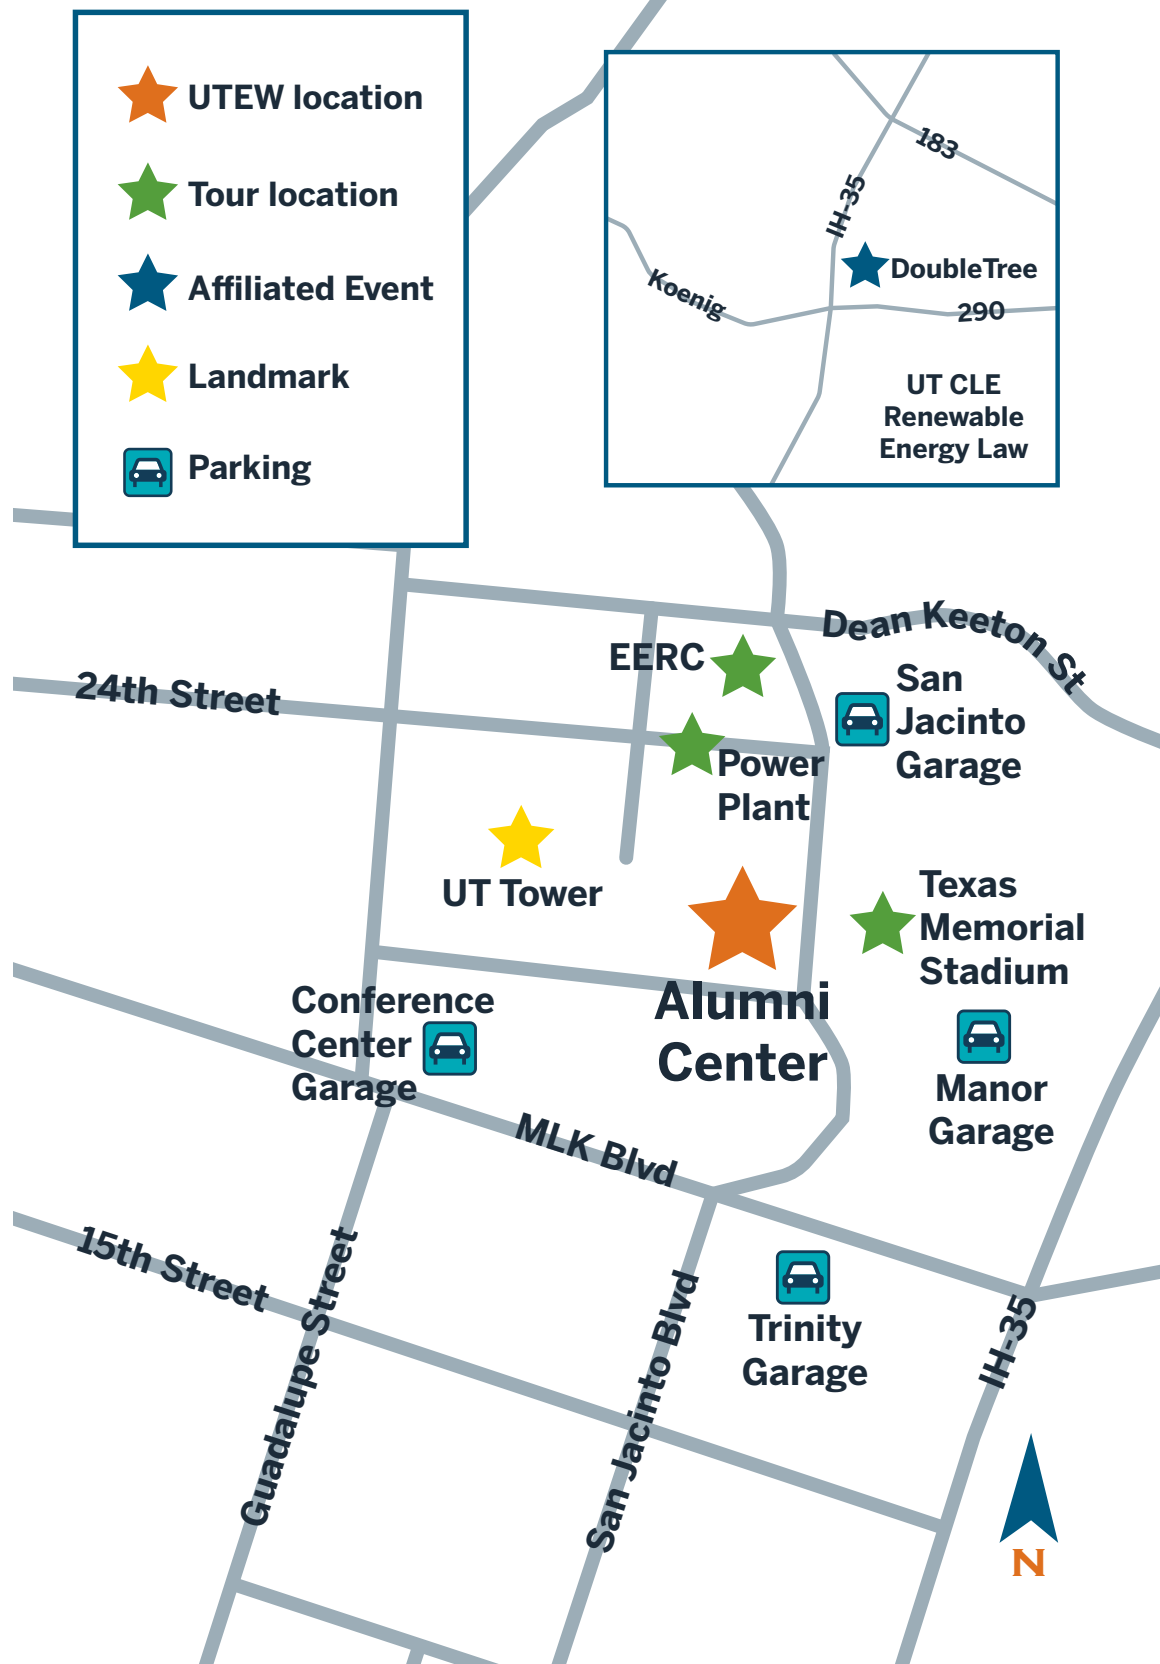 UTEW location
Tour location
Affiliated Event
Landmark
Parking
183
IH-35
DoubleTree
Koenig
290
UT CLE
Renewable
Energy Law
Dean Keeton St
EERC
San
Jacinto
Garage
24th Street
Power
Plant
UT Tower
Texas
Memorial
Stadium
Alumni
Center
Conference
Center
Garage
Manor
Garage
MLK Blvd
15th Street
Guadalupe Street
San Jacinto Blvd
Trinity
Garage
IH-35
N